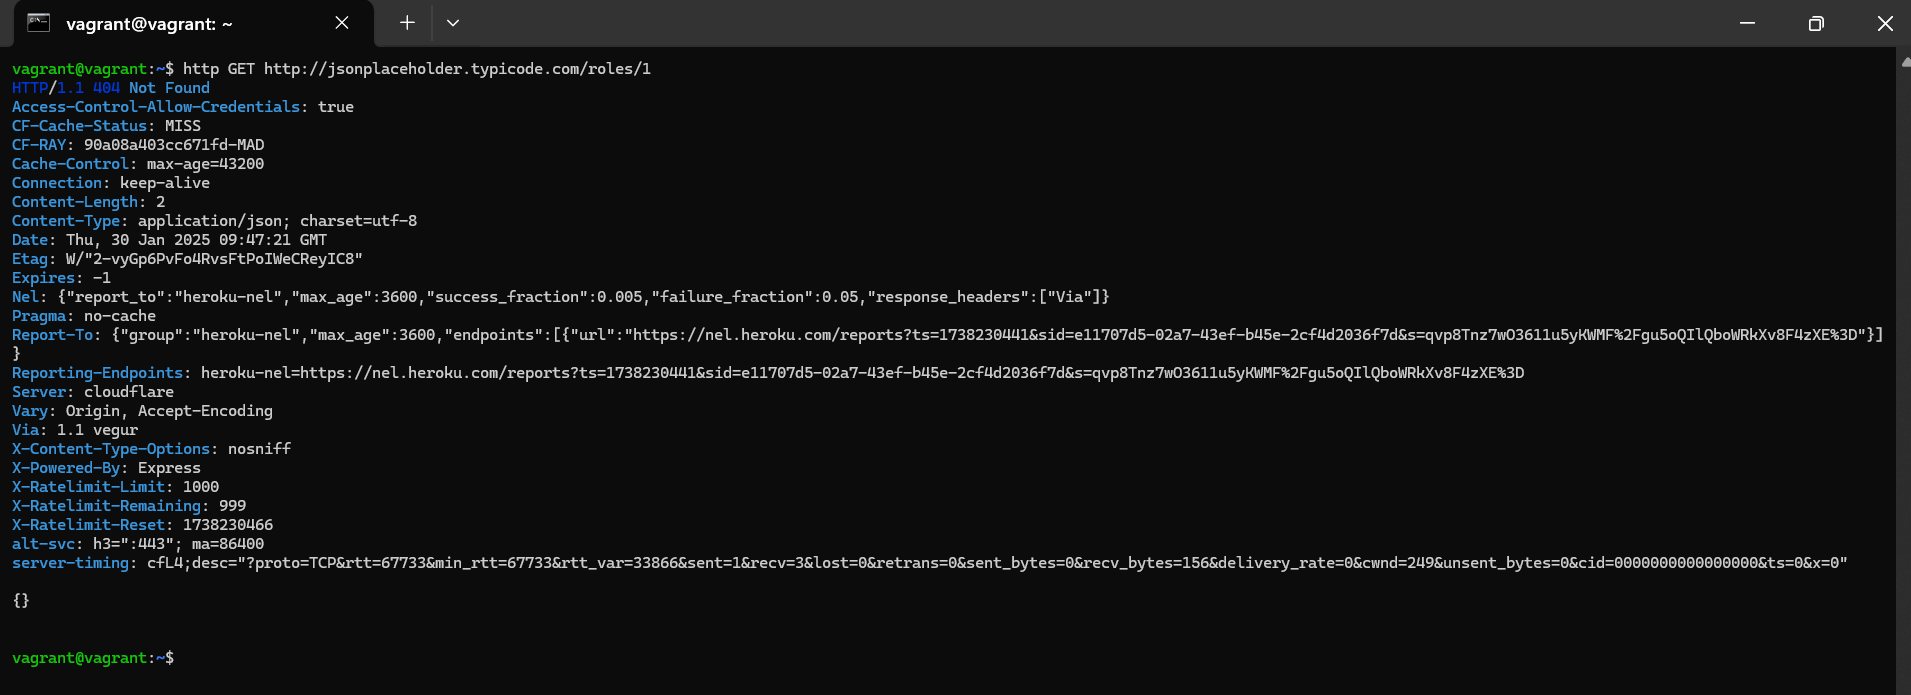 vagrant@vagrant: ~
vagrant@vagrant:~$ http GET http://jsonplaceholder.typicode.com/roles/1
HTTP/1.1 404 Not Found
Access-Control-Allow-Credentials: true
CF-Cache-Status: MISS
CF-RAY: 90a08a403cc671fd-MAD
Cache-Control: max-age=43200
Connection: keep-alive
Content-Length: 2
Content-Type: application/json; charset=utf-8
Date: Thu, 30 Jan 2025 09:47:21 GMT
Etag: W/"2-vyGp6PvFo4RvsFtPoIWeCReyIC8"
Expires: -1
Nel: {"report_to":"heroku-nel","max_age":3600,"success_fraction":0.005,"failure_fraction":0.05,"response_headers":["Via"]}
Pragma: no-cache
Report-To: {"group":"heroku-nel","max_age":3600,"endpoints":[{"url":"https://nel.heroku.com/reports?ts=1738230441&sid=e11707d5-02a7-43ef-b45e-2cf4d2036f7d&s=qvp8Tnz7wO3611u5yKWMF%2Fgu5oQIlQboWRkXv8F4zXE%3D"}]
}
Reporting-Endpoints: heroku-nel=https://nel.heroku.com/reports?ts=1738230441&sid=e11707d5-02a7-43ef-b45e-2cf4d2036f7d&s=qvp8Tnz7wO3611u5yKWMF%2Fgu5oQIlQboWRkXv8F4zXE%3D
Server: cloudflare
Vary: Origin, Accept-Encoding
Via: 1.1 vegur
X-Content-Type-Options: nosniff
X-Powered-By: Express
X-Ratelimit-Limit: 1000
X-Ratelimit-Remaining: 999
X-Ratelimit-Reset: 1738230466
alt-svc: h3=":443"; ma=86400
server-timing: cfL4;desc="?proto=TCP&rtt=67733&min_rtt=67733&rtt_var=33866&sent=1&recv=3&lost=0&retrans=0&sent_bytes=0&recv_bytes=156&delivery_rate=0&cwnd=249&unsent_bytes=0&cid=0000000000000000&ts=0&x=0"
{}
vagrant@vagrant:~$